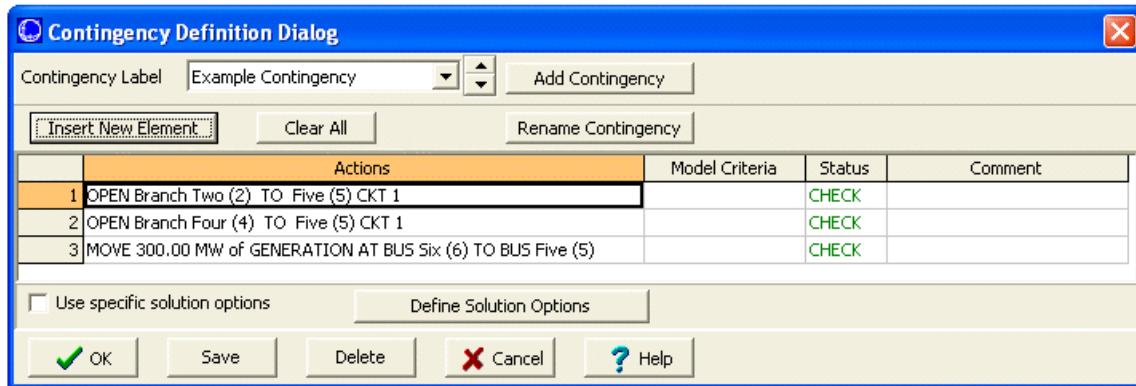 Contingency Definition Dialog
Contingency Label Example Contingency Add Contingency
Insert New Element Clear All Rename Contingency
Actions Model Criteria Status Comment
1 OPEN Branch Two (2) TO Five (5) CKT 1 CHECK
2 OPEN Branch Four (4) TO Five (5) CKT 1 CHECK
3 MOVE 300.00 MW of GENERATION AT BUS Six (6) TO BUS Five (5) CHECK
Use specific solution options Define Solution Options
OK Save Delete Cancel ? Help